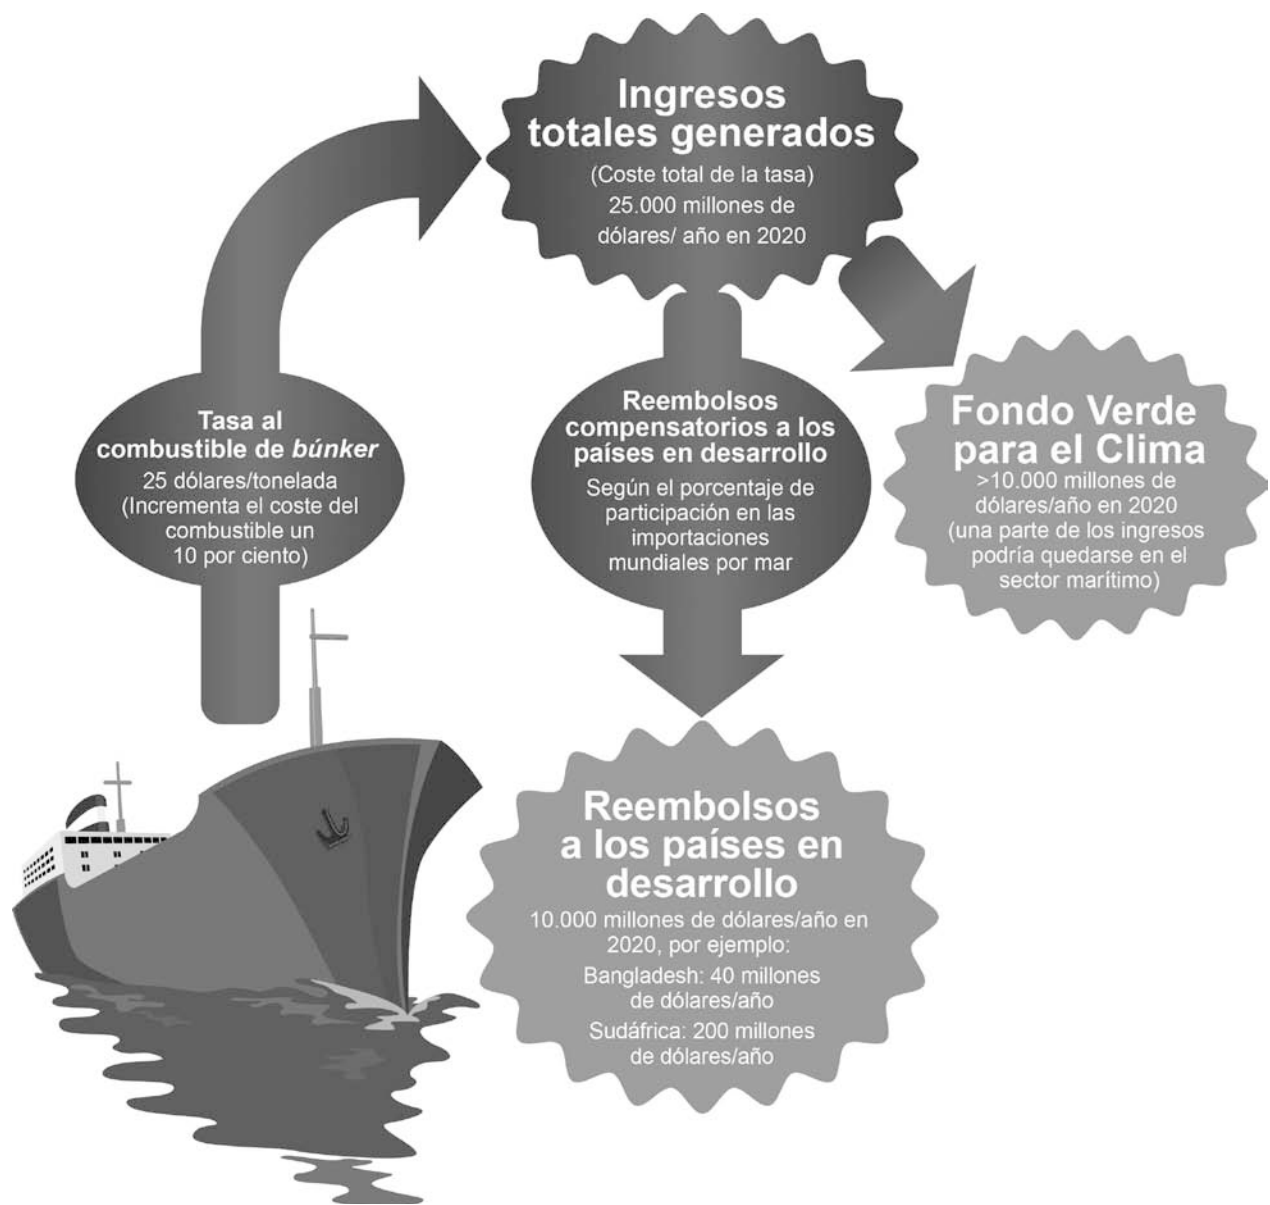 Ingresos
totales generados
(Coste total de la tasa)
25.000 millones de
dólares/ año en 2020
Tasa al
combustible de búnker
25 dólares/tonelada
(Incrementa el coste del
combustible un
10 por ciento)
Reembolsos
compensatorios a los
países en desarrollo
Según el porcentaje de
participación en las
importaciones
mundiales por mar
Fondo Verde
para el Clima
>10.000 millones de
dólares/año en 2020
(una parte de los ingresos
podría quedarse en el
sector marítimo)
Reembolsos
a los países en
desarrollo
10.000 millones de dólares/año en
2020, por ejemplo:
Bangladesh: 40 millones
de dólares/año
Sudáfrica: 200 millones
de dólares/año